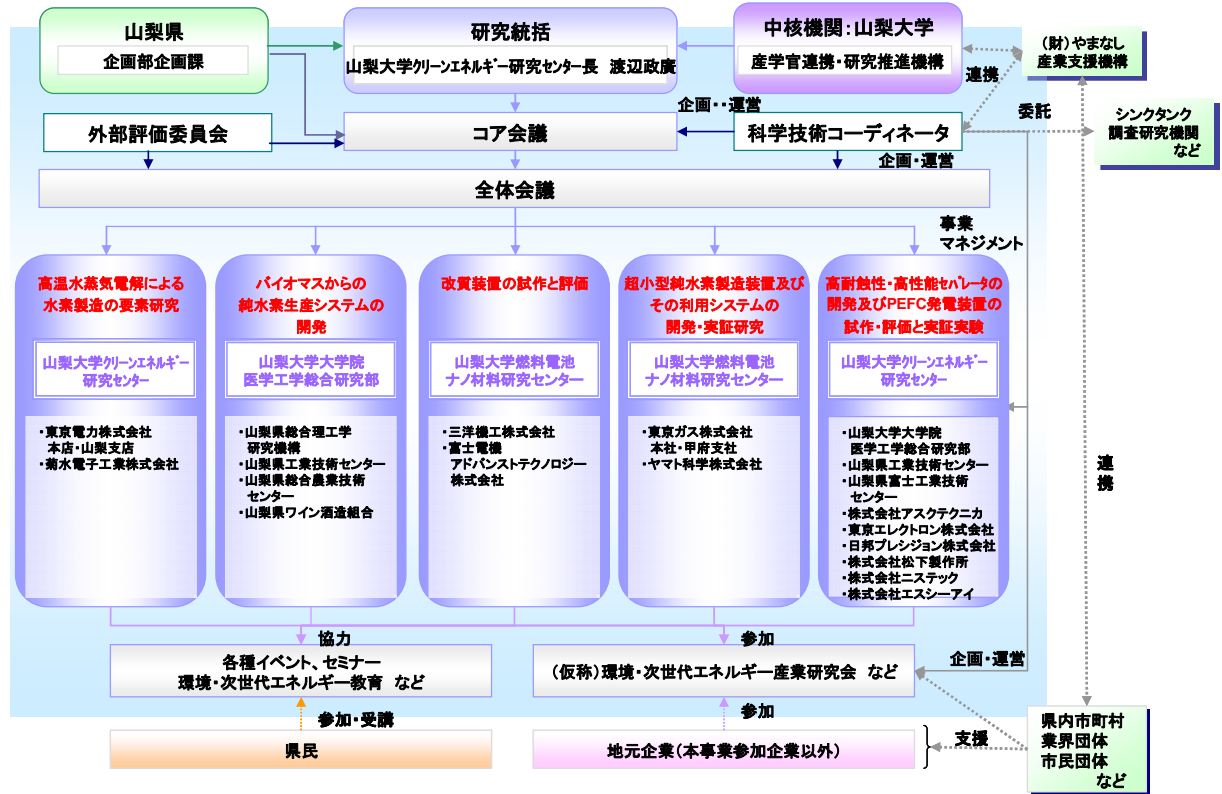 山梨県
企画部企画課
研究統括
山梨大学クリーンエネルギー研究センター長 渡辺政廣
中核機関：山梨大学
産学官連携・研究推進機構
（財）やまなし
産業支援機構
連携
企画・・運営
委託
シンクタンク
調査研究機関
など
外部評価委員会
コア会議
科学技術コーディネータ
企画・運営
全体会議
事業
マネジメント
高温水蒸気電解による
水素製造の要素研究
山梨大学クリーンエネルギー
研究センター
・東京電力株式会社
本店・山梨支店
・菊水電子工業株式会社
バイオマスからの
純水素生産システムの
開発
山梨大学大学院
医学工学総合研究部
・山梨県総合理工学
研究機構
・山梨県工業技術センター
・山梨県総合農業技術
センター
・山梨県ワイン酒造組合
改質装置の試作と評価
山梨大学燃料電池
ナノ材料研究センター
・三洋機工株式会社
・富士電機
アドバンストテクノロジー
株式会社
超小型純水素製造装置及び
その利用システムの
開発・実証研究
山梨大学燃料電池
ナノ材料研究センター
・東京ガス株式会社
本社・甲府支社
・ヤマト科学株式会社
高耐蝕性・高性能セパレータの
開発及びPEFC発電装置の
試作・評価と実証実験
山梨大学クリーンエネルギー
研究センター
・山梨大学大学院
医学工学総合研究部
・山梨県工業技術センター
・山梨県富士工業技術
センター
・株式会社アスクテクニカ
・東京エレクトロン株式会社
・日邦プレシジョン株式会社
・株式会社松下製作所
・株式会社ニステック
・株式会社エスシーアイ
連
携
協力
参加
各種イベント、セミナー
環境・次世代エネルギー教育 など
（仮称）環境・次世代エネルギー産業研究会 など
企画・運営
参加・受講
参加
県民
地元企業（本事業参加企業以外）
支援
県内市町村
業界団体
市民団体
など